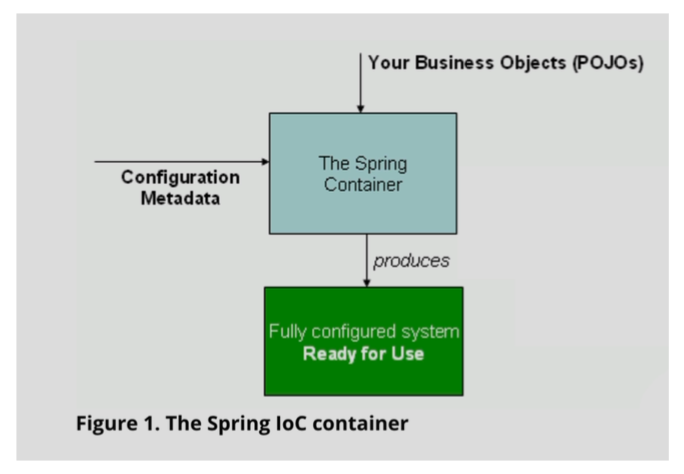 Your Business Objects (POJOs)
The Spring
Container
Configuration
Metadata
produces
Fully configured system
Ready for Use
Figure 1. The Spring IoC container